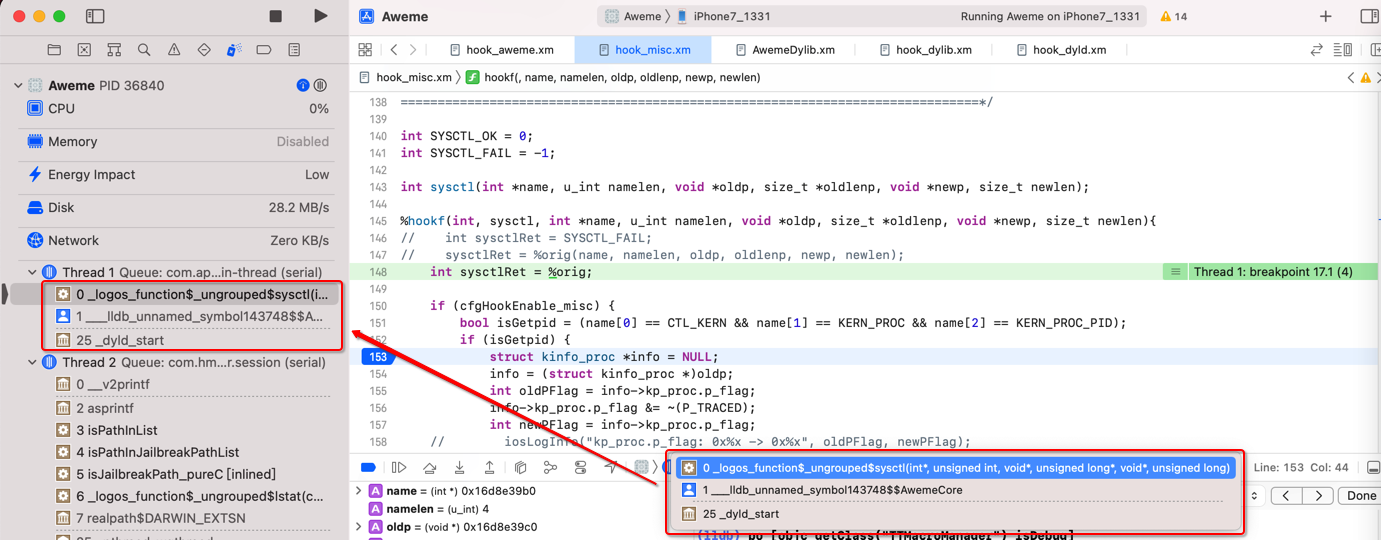 Aweme
Aweme
iPhone7_1331
Running Aweme on iPhone7_1331
14
hook_aweme.xm
hook_misc.xm
AwemeDylib.xm
hook_dylib.xm
hook_dyld.xm
Aweme PID 36840
CPU 0%
Memory Disabled
Energy Impact Low
Disk 28.2 MB/s
Network Zero KB/s
Thread 1 Queue: com.ap...in-thread (serial)
0 _logos_function$_ungrouped$sysctl(i...
1 ___lldb_unnamed_symbol143748$$A...
25 _dyld_start
Thread 2 Queue: com.hm...r.session (serial)
0 __v2printf
2 asprintf
3 isPathInList
4 isPathInJailbreakPathList
5 isJailbreakPath_pureC [inlined]
6 _logos_function$_ungrouped$lstat(c...
7 realpath$DARWIN_EXTSN
hook_misc.xm
hookf(, name, namelen, oldp, oldlenp, newp, newlen)
138 ==============================================================================*/
139
140 int SYSCTL_OK = 0;
141 int SYSCTL_FAIL = -1;
142
143 int sysctl(int *name, u_int namelen, void *oldp, size_t *oldlenp, void *newp, size_t newlen);
144
145 %hookf(int, sysctl, int *name, u_int namelen, void *oldp, size_t *oldlenp, void *newp, size_t newlen){
146 // int sysctlRet = SYSCTL_FAIL;
147 // sysctlRet = %orig(name, namelen, oldp, oldlenp, newp, newlen);
148 int sysctlRet = %orig;
Thread 1: breakpoint 17.1 (4)
149
150 if (cfgHookEnable_misc) {
151 bool isGetpid = (name[0] == CTL_KERN && name[1] == KERN_PROC && name[2] == KERN_PROC_PID);
152 if (isGetpid) {
153 struct kinfo_proc *info = NULL;
154 info = (struct kinfo_proc *)oldp;
155 int oldPFlag = info->kp_proc.p_flag;
156 info->kp_proc.p_flag &= ~(P_TRACED);
157 int newPFlag = info->kp_proc.p_flag;
158 // iosLogInfo("kp_proc.p_flag: 0x%x -> 0x%x", oldPFlag, newPFlag);
0 _logos_function$_ungrouped$sysctl(int*, unsigned int, void*, unsigned long*, void*, unsigned long)
1 ___lldb_unnamed_symbol143748$$AwemeCore
25 _dyld_start
Line: 153 Col: 44
A name = (int *) 0x16d8e39b0
A namelen = (u_int) 4
A oldp = (void *) 0x16d8e39c0
Done
(lldb) po [objc_getClass("TTMacroManager") isDebug]